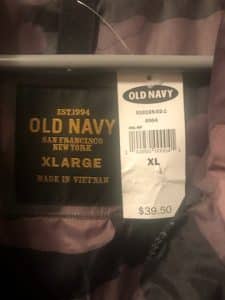 EST.1994
OLD NAVY
SAN FRANCISCO
NEW YORK
XLARGE
MADE IN VIETNAM
OLD NAVY
XL
$39.50